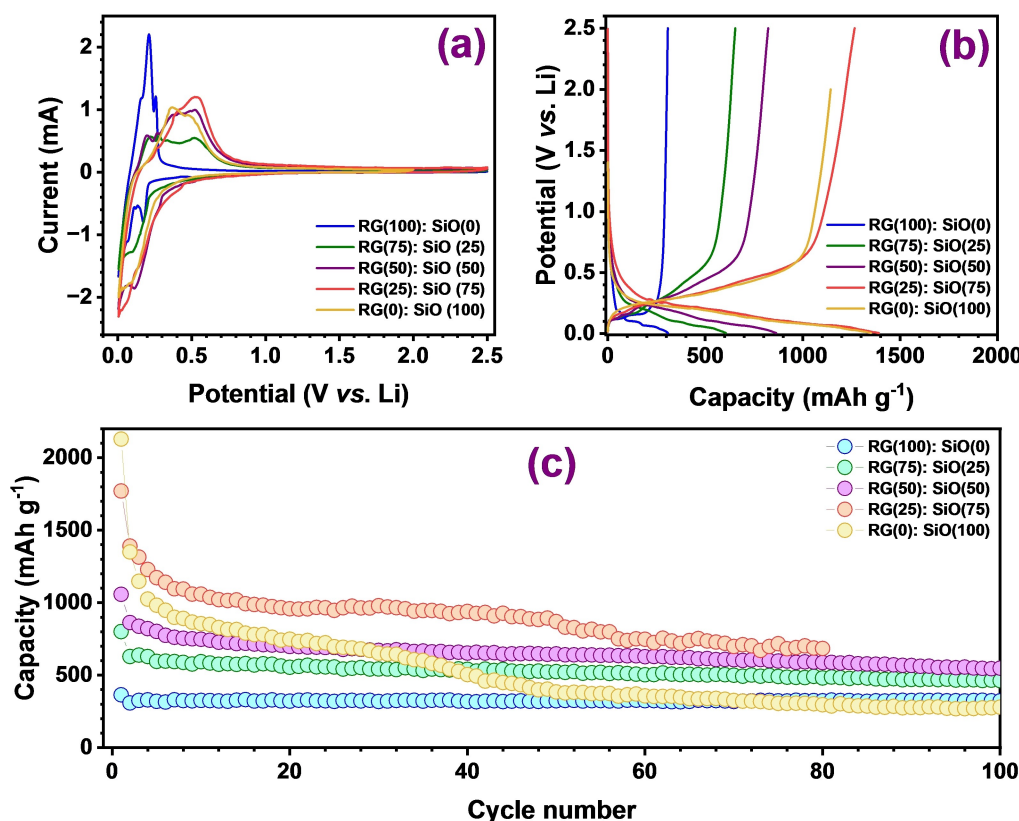 (a)
Current (mA)
2
1
0
−1
−2
RG(100): SiO(0)
RG(75): SiO (25)
RG(50): SiO (50)
RG(25): SiO (75)
RG(0): SiO (100)
0.0 0.5 1.0 1.5 2.0 2.5
Potential (V vs. Li)
(b)
Potential (V vs. Li)
2.5
2.0
1.5
1.0
0.5
0.0
RG(100): SiO(0)
RG(75): SiO(25)
RG(50): SiO(50)
RG(25): SiO(75)
RG(0): SiO(100)
0 500 1000 1500 2000
Capacity (mAh g⁻¹)
(c)
Capacity (mAh g⁻¹)
2000
1500
1000
500
0
RG(100): SiO(0)
RG(75): SiO(25)
RG(50): SiO(50)
RG(25): SiO(75)
RG(0): SiO(100)
0 20 40 60 80 100
Cycle number